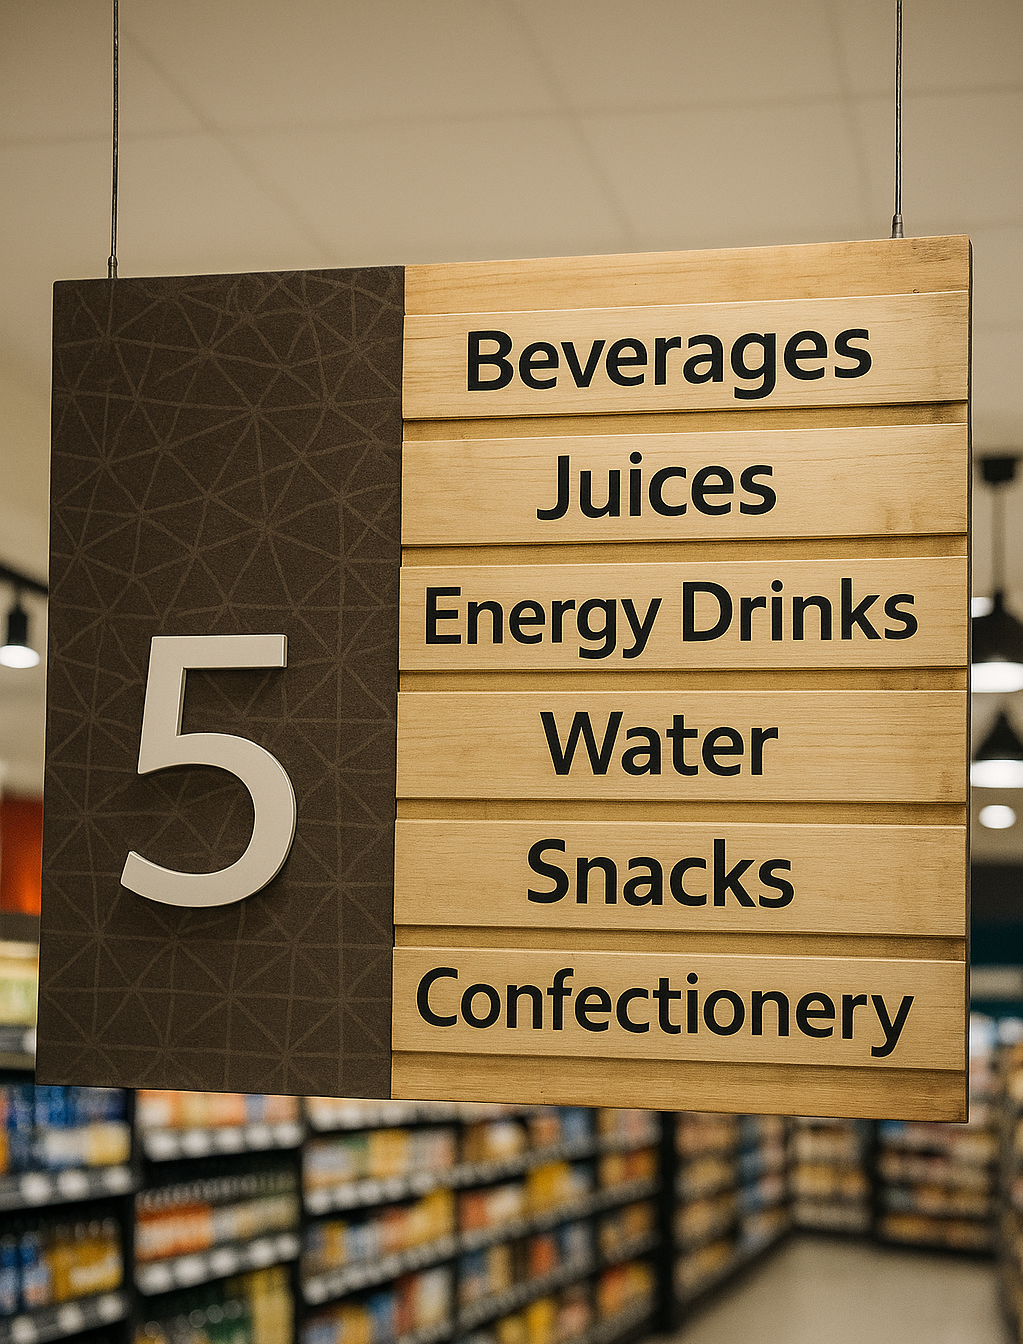 5
Beverages
Juices
Energy Drinks
Water
Snacks
Confectionery